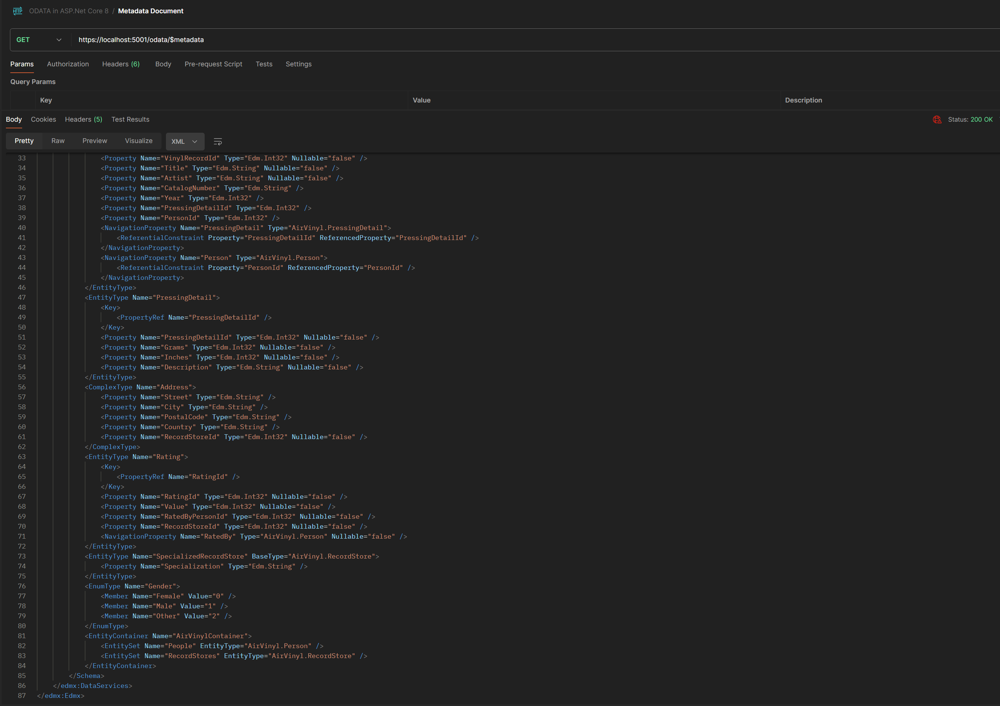 HTTP ODATA in ASP.Net Core 8 / Metadata Document
GET https://localhost:5001/odata/$metadata
Params Authorization Headers (6) Body Pre-request Script Tests Settings
Query Params
Key Value Description
Body Cookies Headers (5) Test Results Status: 200 OK
Pretty Raw Preview Visualize XML
33 <Property Name="VinylRecordId" Type="Edm.Int32" Nullable="false" />
34 <Property Name="Title" Type="Edm.String" Nullable="false" />
35 <Property Name="Artist" Type="Edm.String" Nullable="false" />
36 <Property Name="CatalogNumber" Type="Edm.String" />
37 <Property Name="Year" Type="Edm.Int32" />
38 <Property Name="PressingDetailId" Type="Edm.Int32" />
39 <Property Name="PersonId" Type="Edm.Int32" />
40 <NavigationProperty Name="PressingDetail" Type="AirVinyl.PressingDetail">
41 <ReferentialConstraint Property="PressingDetailId" ReferencedProperty="PressingDetailId" />
42 </NavigationProperty>
43 <NavigationProperty Name="Person" Type="AirVinyl.Person">
44 <ReferentialConstraint Property="PersonId" ReferencedProperty="PersonId" />
45 </NavigationProperty>
46 </EntityType>
47 <EntityType Name="PressingDetail">
48 <Key>
49 <PropertyRef Name="PressingDetailId" />
50 </Key>
51 <Property Name="PressingDetailId" Type="Edm.Int32" Nullable="false" />
52 <Property Name="Grams" Type="Edm.Int32" Nullable="false" />
53 <Property Name="Inches" Type="Edm.Int32" Nullable="false" />
54 <Property Name="Description" Type="Edm.String" Nullable="false" />
55 </EntityType>
56 <ComplexType Name="Address">
57 <Property Name="Street" Type="Edm.String" />
58 <Property Name="City" Type="Edm.String" />
59 <Property Name="PostalCode" Type="Edm.String" />
60 <Property Name="Country" Type="Edm.String" />
61 <Property Name="RecordStoreId" Type="Edm.Int32" Nullable="false" />
62 </ComplexType>
63 <EntityType Name="Rating">
64 <Key>
65 <PropertyRef Name="RatingId" />
66 </Key>
67 <Property Name="RatingId" Type="Edm.Int32" Nullable="false" />
68 <Property Name="Value" Type="Edm.Int32" Nullable="false" />
69 <Property Name="RatedByPersonId" Type="Edm.Int32" Nullable="false" />
70 <Property Name="RecordStoreId" Type="Edm.Int32" Nullable="false" />
71 <NavigationProperty Name="RatedBy" Type="AirVinyl.Person" Nullable="false" />
72 </EntityType>
73 <EntityType Name="SpecializedRecordStore" BaseType="AirVinyl.RecordStore">
74 <Property Name="Specialization" Type="Edm.String" />
75 </EntityType>
76 <EnumType Name="Gender">
77 <Member Name="Female" Value="0" />
78 <Member Name="Male" Value="1" />
79 <Member Name="Other" Value="2" />
80 </EnumType>
81 <EntityContainer Name="AirVinylContainer">
82 <EntitySet Name="People" EntityType="AirVinyl.Person" />
83 <EntitySet Name="RecordStores" EntityType="AirVinyl.RecordStore" />
84 </EntityContainer>
85 </Schema>
86 </edmx:DataServices>
87 </edmx:Edmx>